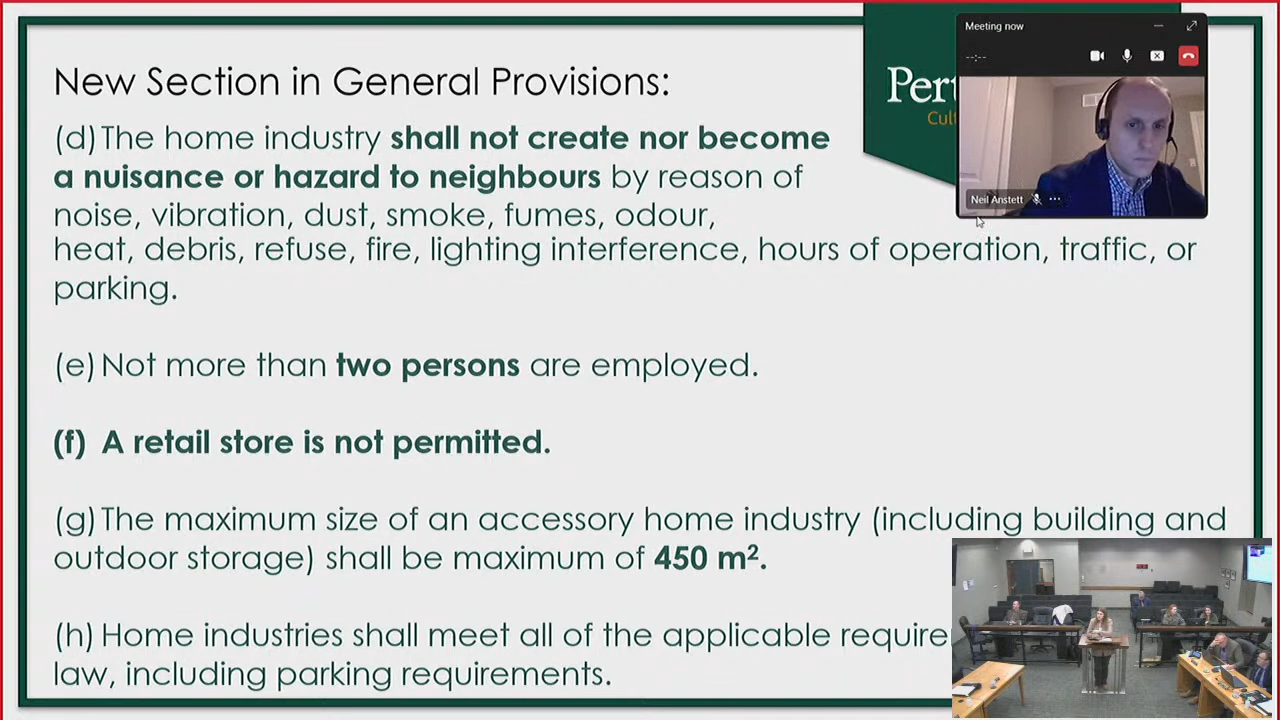 New Section in General Provisions:
(d) The home industry shall not create nor become
a nuisance or hazard to neighbours by reason of
noise, vibration, dust, smoke, fumes, odour,
heat, debris, refuse, fire, lighting interference, hours of operation, traffic, or
parking.
(e) Not more than two persons are employed.
(f) A retail store is not permitted.
(g) The maximum size of an accessory home industry (including building and
outdoor storage) shall be maximum of 450 m².
(h) Home industries shall meet all of the applicable
law, including parking requirements.
Meeting now
--:--
Neil Anstett